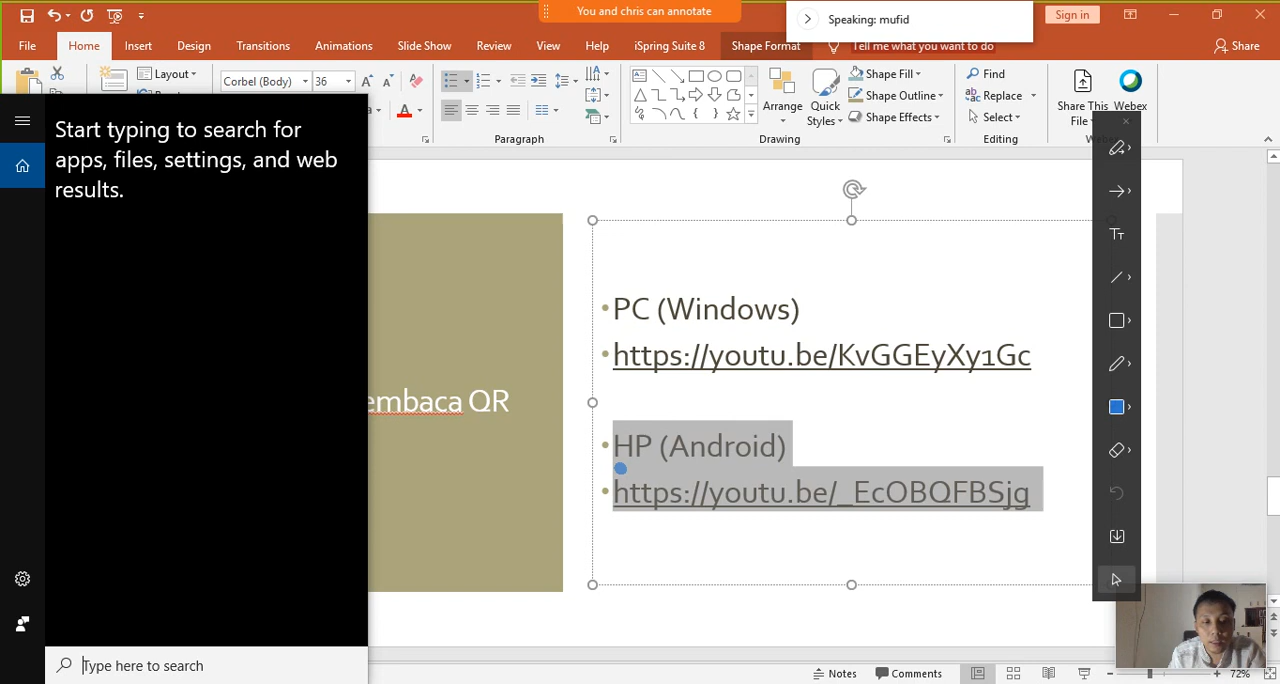 You and chris can annotate
Speaking: mufid
Sign in
File
Home
Insert
Design
Transitions
Animations
Slide Show
Review
View
Help
iSpring Suite 8
Shape Format
Tell me what you want to do
Share
Layout
Corbel (Body)
36
Paragraph
Arrange
Quick
Styles
Shape Fill
Shape Outline
Shape Effects
Drawing
Find
Replace
Select
Editing
Share This
File
Webex
Start typing to search for
apps, files, settings, and web
results.
embaca QR
PC (Windows)
https://youtu.be/KvGGEyXy1Gc
HP (Android)
https://youtu.be/_EcOBQFBSjg
Type here to search
Notes
Comments
72%